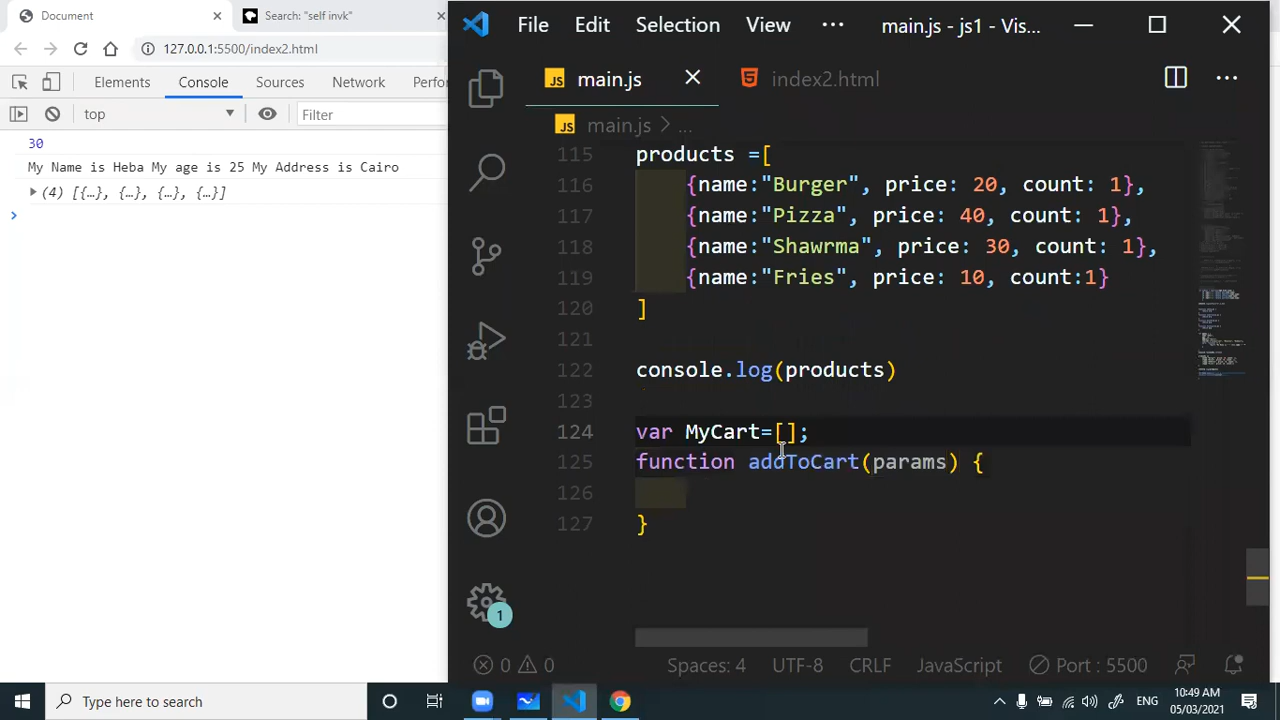 Document
Search: "self invk"
127.0.0.1:5500/index2.html
Elements Console Sources Network Perfor
top Filter
30
My Name is Heba My age is 25 My Address is Cairo
(4) [{…}, {…}, {…}, {…}]
File Edit Selection View ··· main.js - js1 - Vis...
JS main.js index2.html
JS main.js > ...
115 products =[
116 {name:"Burger", price: 20, count: 1},
117 {name:"Pizza", price: 40, count: 1},
118 {name:"Shawrma", price: 30, count: 1},
119 {name:"Fries", price: 10, count:1}
120 ]
121
122 console.log(products)
123
124 var MyCart=[];
125 function addToCart(params) {
126
127 }
1
0 0 Spaces: 4 UTF-8 CRLF JavaScript Port : 5500
Type here to search
ENG
10:49 AM
05/03/2021